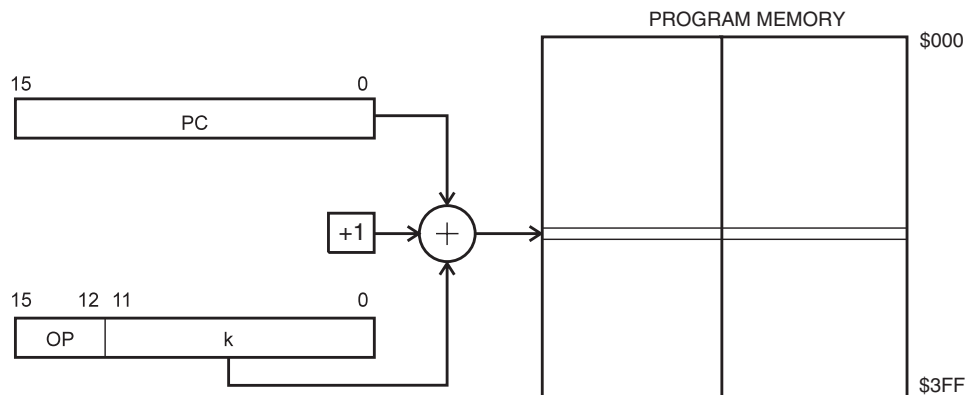 PROGRAM MEMORY
$000
15 0
PC
+1
+
15 12 11 0
OP k
$3FF